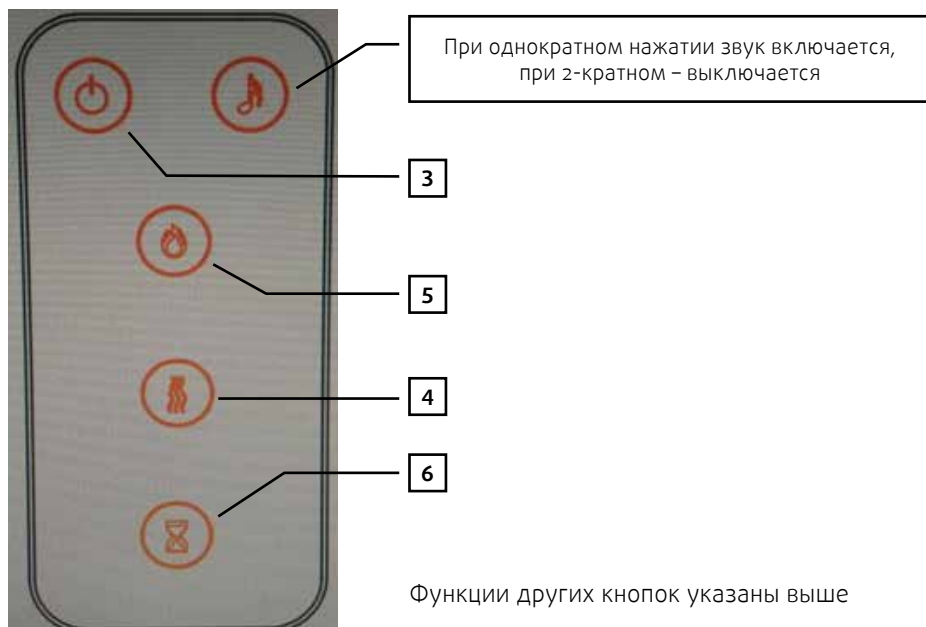 При однократном нажатии звук включается,
при 2-кратном – выключается
3
5
4
6
Функции других кнопок указаны выше